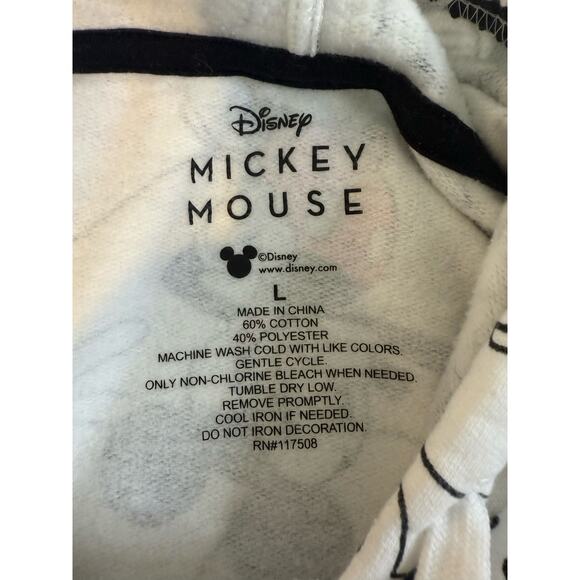 Disney
MICKEY
MOUSE
©Disney
www.disney.com
L
MADE IN CHINA
60% COTTON
40% POLYESTER
MACHINE WASH COLD WITH LIKE COLORS.
GENTLE CYCLE.
ONLY NON-CHLORINE BLEACH WHEN NEEDED.
TUMBLE DRY LOW.
REMOVE PROMPTLY.
COOL IRON IF NEEDED.
DO NOT IRON DECORATION.
RN#117508